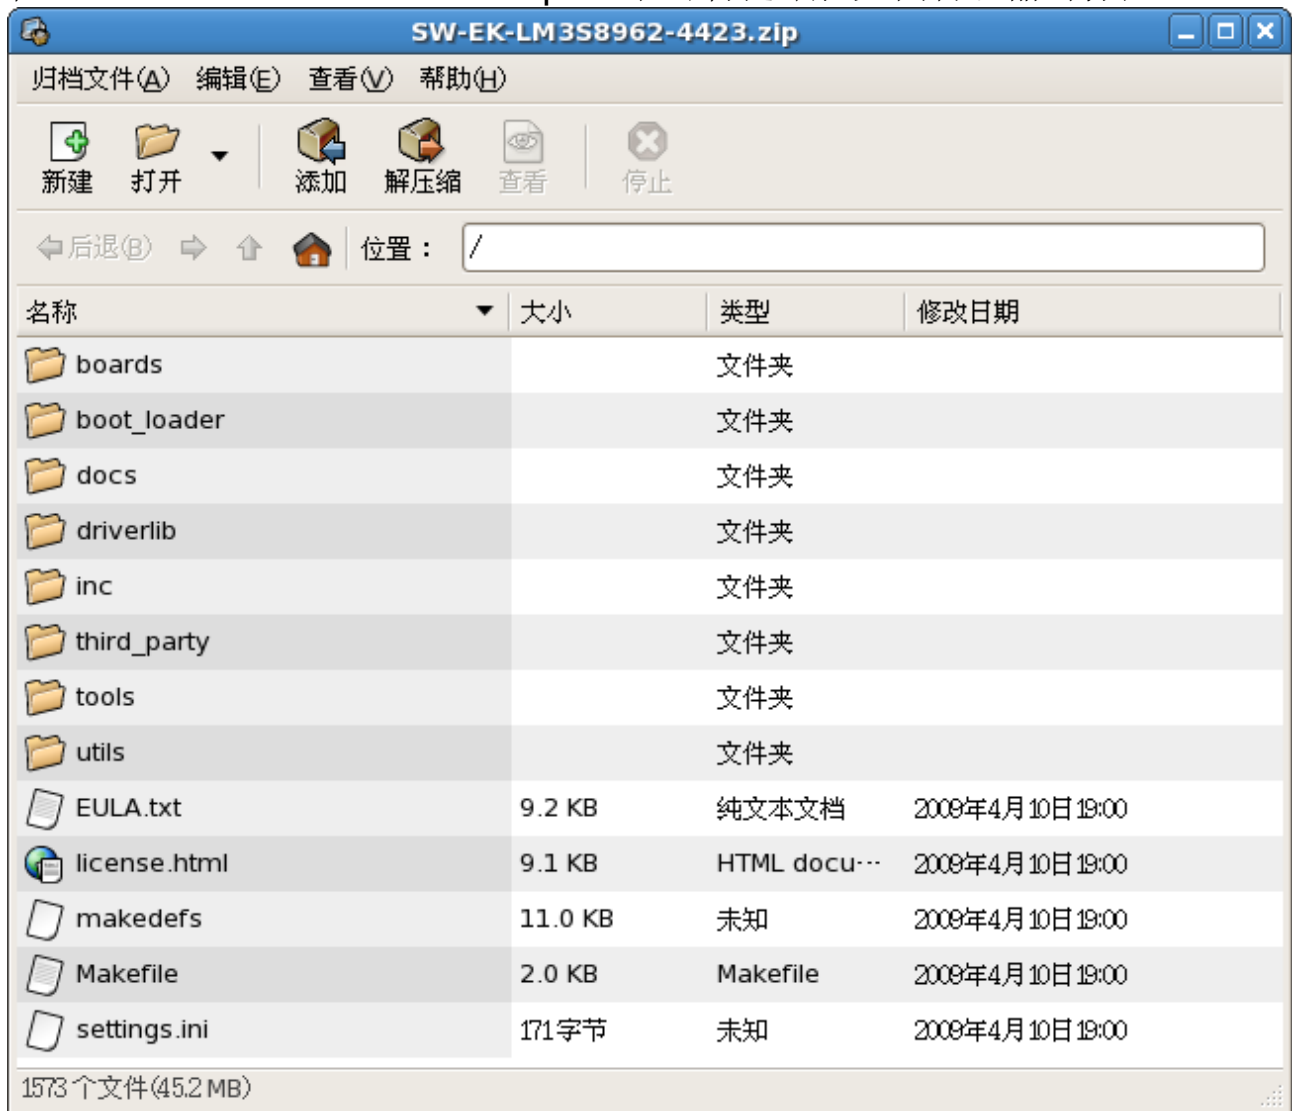 SW-EK-LM3S8962-4423.zip
归档文件(A) 编辑(E) 查看(V) 帮助(H)
新建 打开 添加 解压缩 查看 停止
后退(B) 位置： /
名称 大小 类型 修改日期
boards 文件夹
boot_loader 文件夹
docs 文件夹
driverlib 文件夹
inc 文件夹
third_party 文件夹
tools 文件夹
utils 文件夹
EULA.txt 9.2 KB 纯文本文档 2009年4月10日 19:00
license.html 9.1 KB HTML docu… 2009年4月10日 19:00
makedefs 11.0 KB 未知 2009年4月10日 19:00
Makefile 2.0 KB Makefile 2009年4月10日 19:00
settings.ini 171 字节 未知 2009年4月10日 19:00
1573 个文件(45.2 MB)